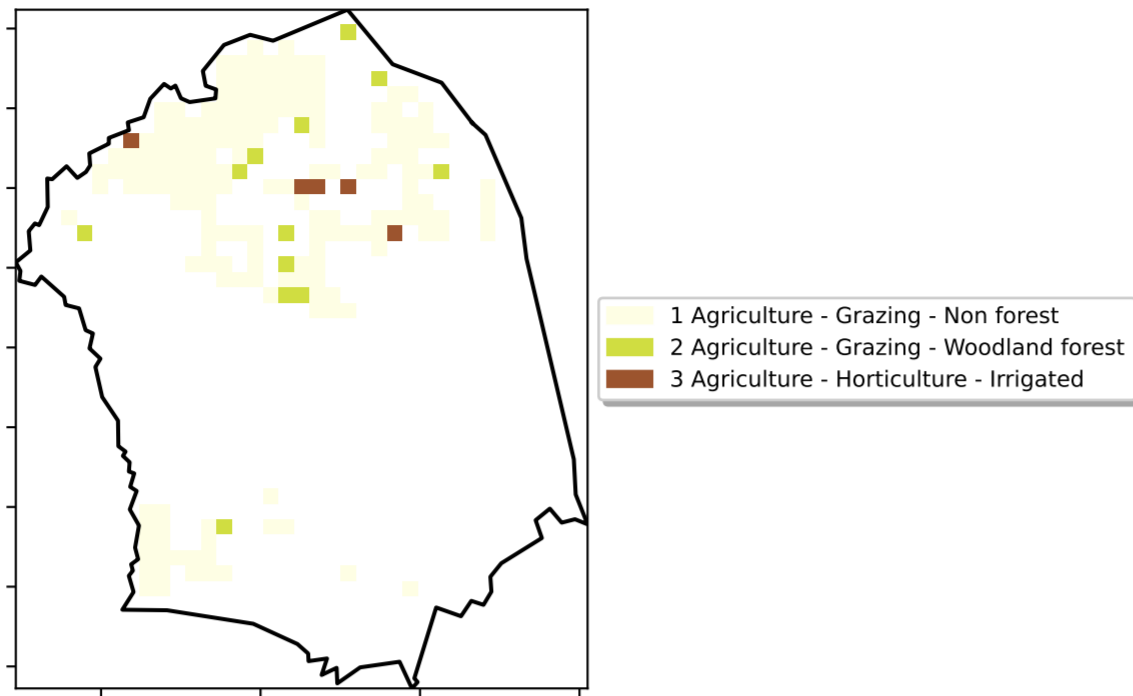 1 Agriculture - Grazing - Non forest
2 Agriculture - Grazing - Woodland forest
3 Agriculture - Horticulture - Irrigated